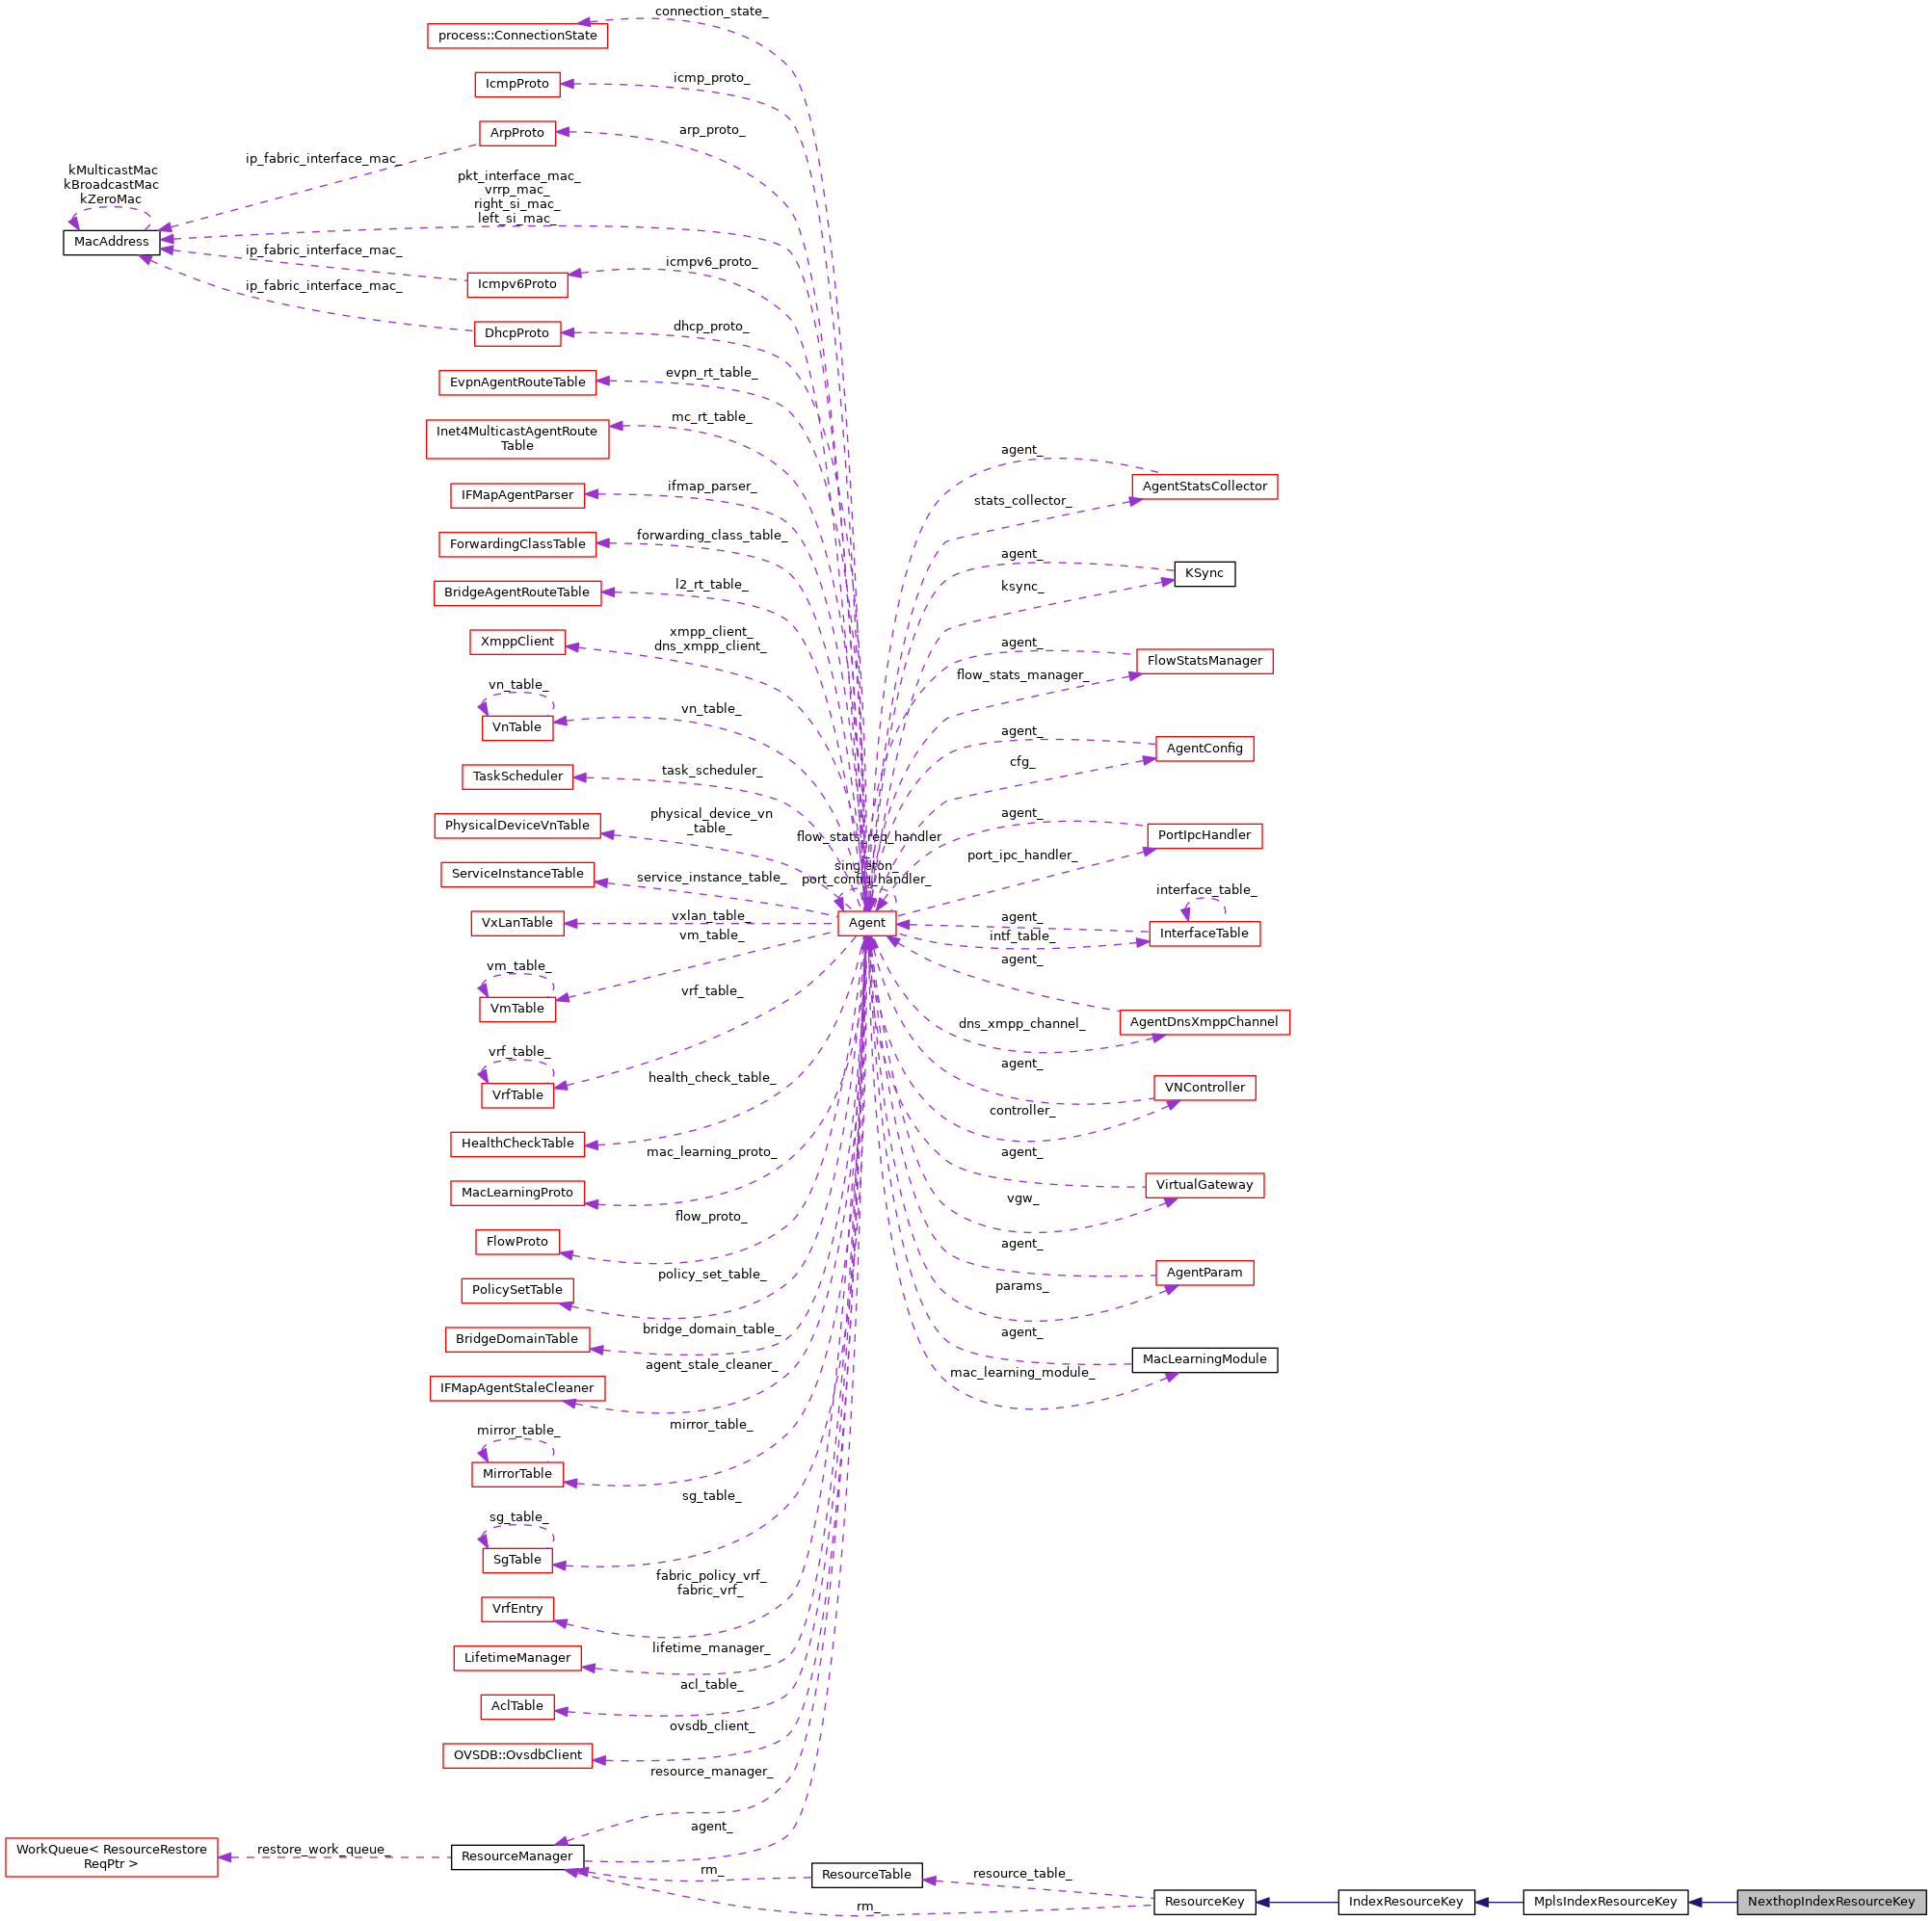 connection_state_
process::ConnectionState
icmp_proto_
IcmpProto
arp_proto_
ArpProto
ip_fabric_interface_mac_
kMulticastMac
kBroadcastMac
kZeroMac
pkt_interface_mac_
vrrp_mac_
right_si_mac_
left_si_mac_
MacAddress
ip_fabric_interface_mac_
icmpv6_proto_
Icmpv6Proto
ip_fabric_interface_mac_
dhcp_proto_
DhcpProto
evpn_rt_table_
EvpnAgentRouteTable
mc_rt_table_
Inet4MulticastAgentRoute
Table
ifmap_parser_
IFMapAgentParser
forwarding_class_table_
ForwardingClassTable
l2_rt_table_
BridgeAgentRouteTable
xmpp_client_
dns_xmpp_client_
XmppClient
vn_table_
vn_table_
VnTable
task_scheduler_
TaskScheduler
physical_device_vn
_table_
PhysicalDeviceVnTable
service_instance_table_
ServiceInstanceTable
vxlan_table_
VxLanTable
vm_table_
vm_table_
VmTable
vrf_table_
vrf_table_
VrfTable
health_check_table_
HealthCheckTable
mac_learning_proto_
MacLearningProto
flow_proto_
FlowProto
policy_set_table_
PolicySetTable
bridge_domain_table_
BridgeDomainTable
agent_stale_cleaner_
IFMapAgentStaleCleaner
mirror_table_
mirror_table_
MirrorTable
sg_table_
sg_table_
SgTable
fabric_policy_vrf_
fabric_vrf_
VrfEntry
lifetime_manager_
LifetimeManager
acl_table_
AclTable
ovsdb_client_
OVSDB::OvsdbClient
resource_manager_
agent_
ResourceManager
restore_work_queue_
WorkQueue< ResourceRestore
ReqPtr >
flow_stats_req_handler
_
singleton_
port_config_handler_
Agent
agent_
AgentStatsCollector
stats_collector_
agent_
KSync
ksync_
agent_
FlowStatsManager
flow_stats_manager_
agent_
AgentConfig
cfg_
agent_
PortIpcHandler
port_ipc_handler_
interface_table_
agent_
InterfaceTable
intf_table_
agent_
AgentDnsXmppChannel
dns_xmpp_channel_
agent_
VNController
controller_
agent_
VirtualGateway
vgw_
agent_
AgentParam
params_
agent_
MacLearningModule
mac_learning_module_
rm_
ResourceTable
resource_table_
rm_
ResourceKey
IndexResourceKey
MplsIndexResourceKey
NexthopIndexResourceKey